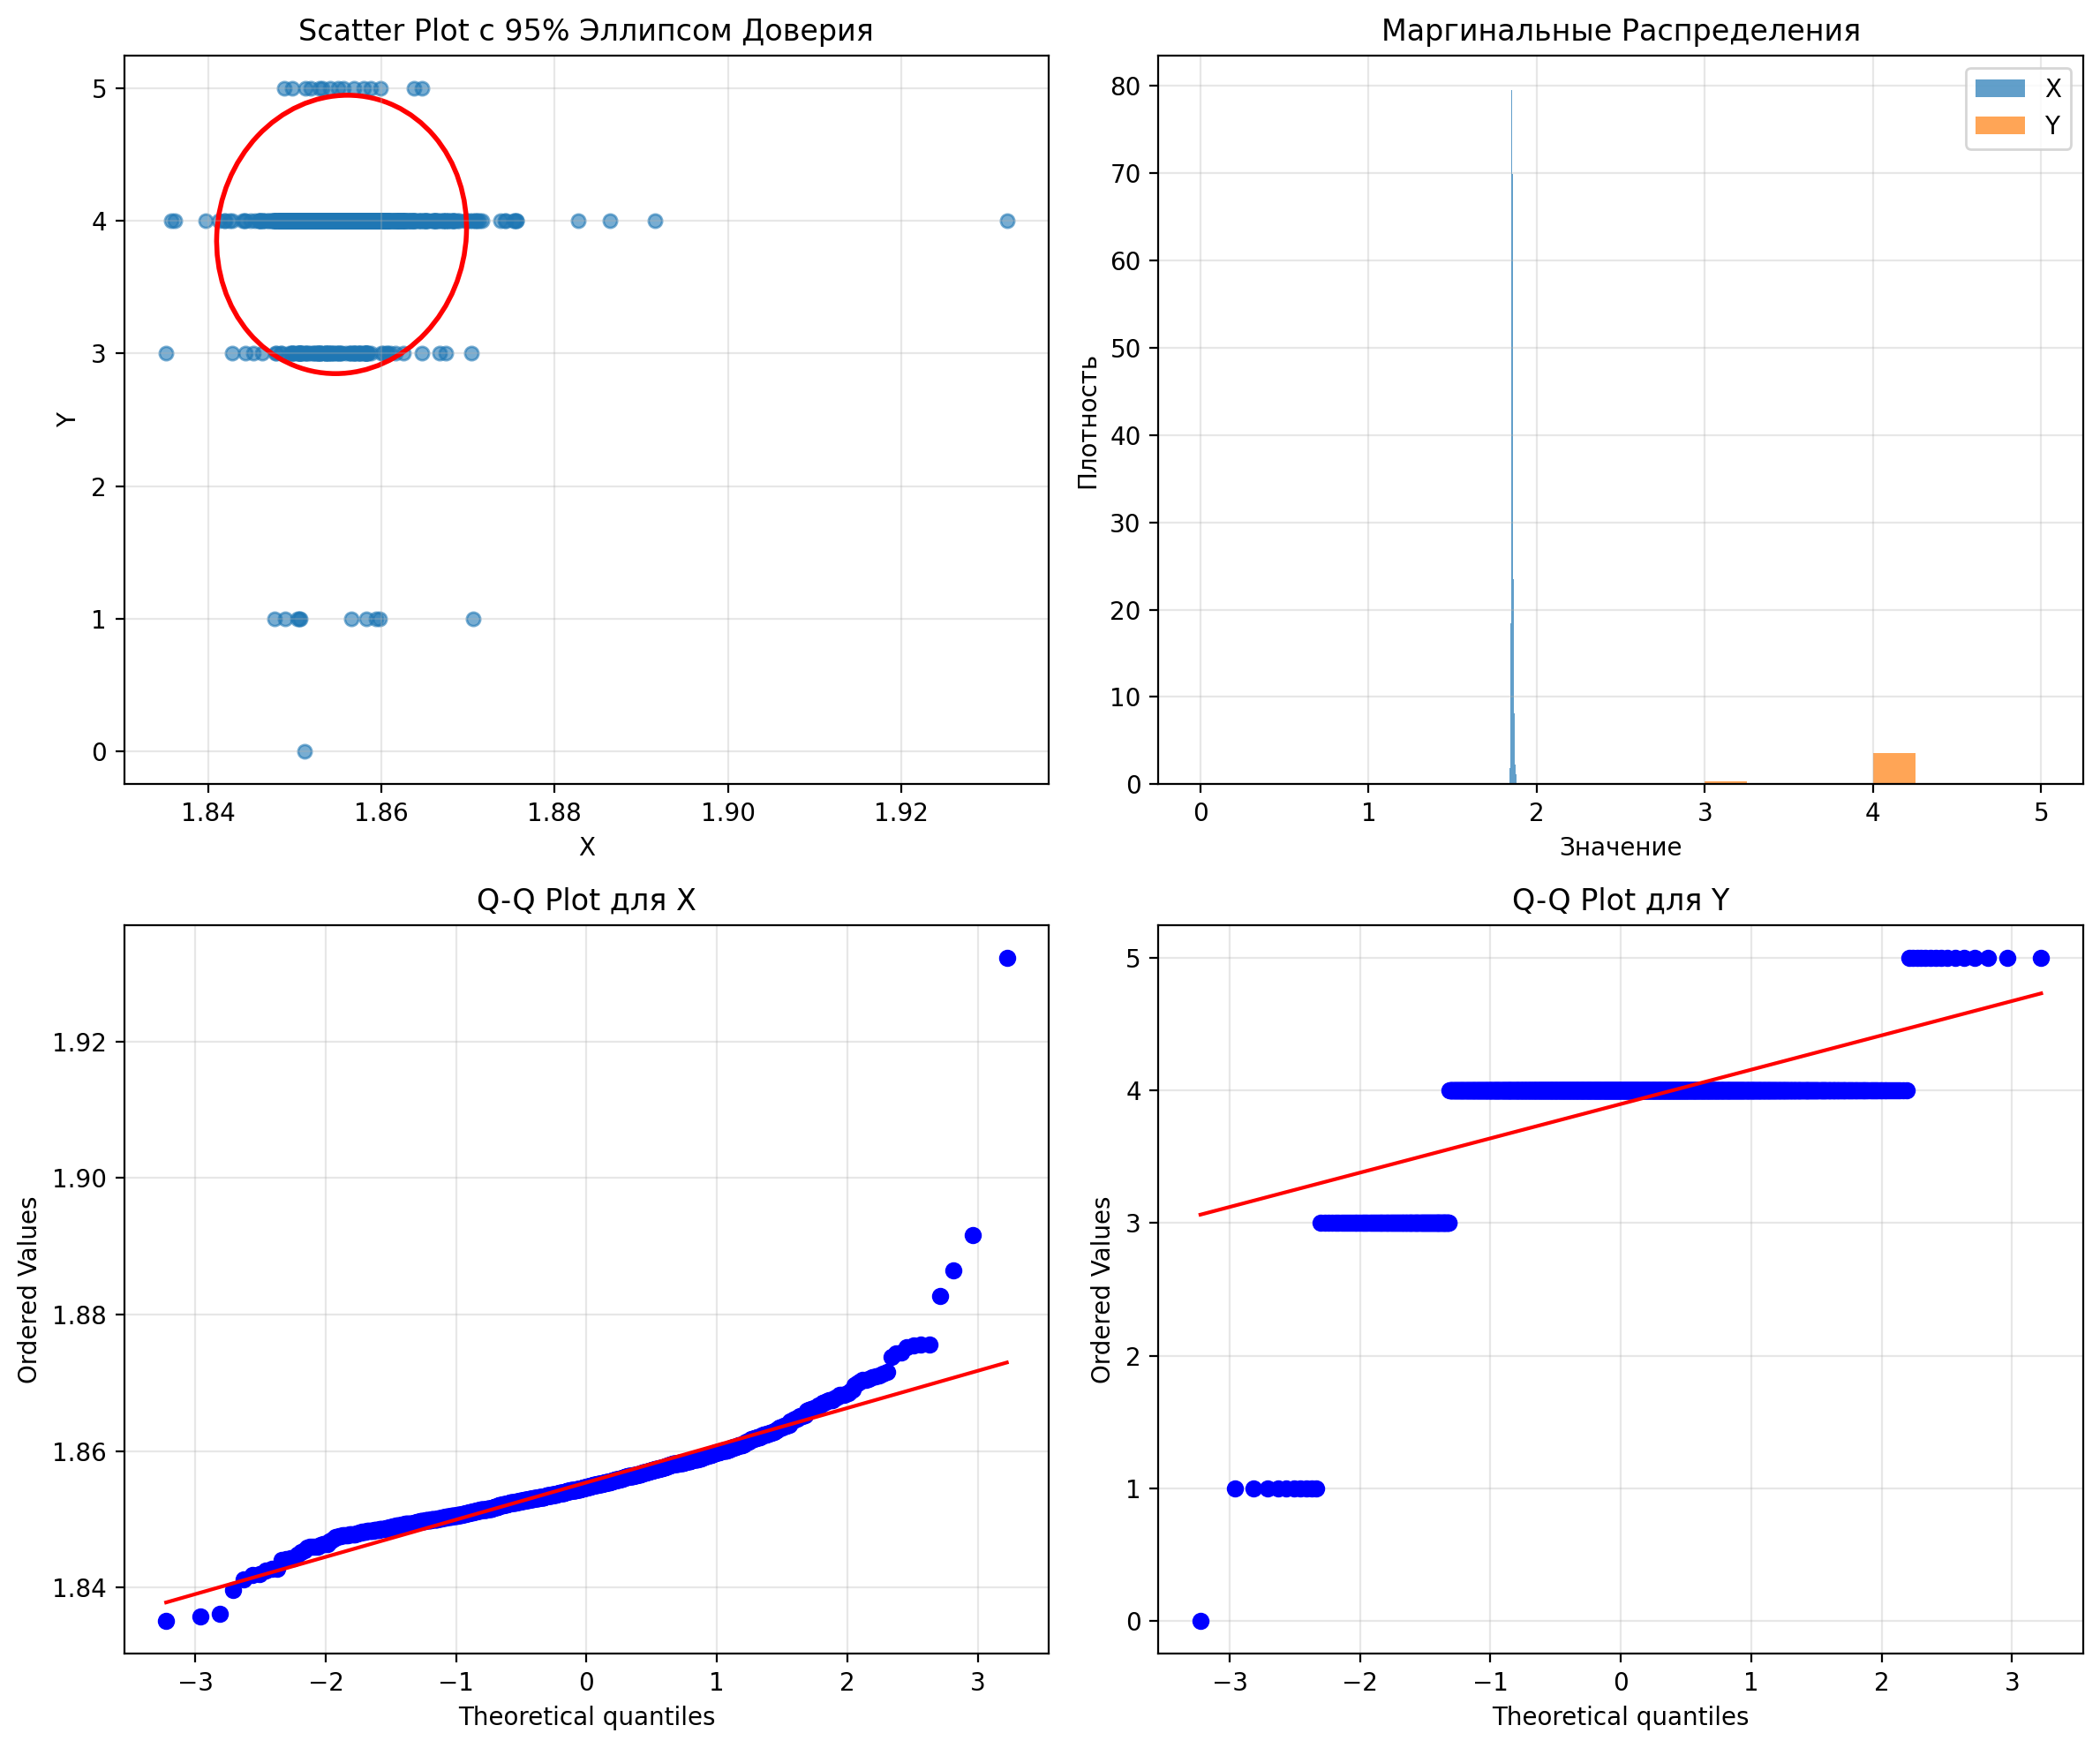 Scatter Plot с 95% Эллипсом Доверия
5
4
3
2
1
0
Y
1.84 1.86 1.88 1.90 1.92
X
Маргинальные Распределения
X
Y
80
70
60
50
40
30
20
10
0
Плотность
0 1 2 3 4 5
Значение
Q-Q Plot для X
1.92
1.90
1.88
1.86
1.84
Ordered Values
−3 −2 −1 0 1 2 3
Theoretical quantiles
Q-Q Plot для Y
5
4
3
2
1
0
Ordered Values
−3 −2 −1 0 1 2 3
Theoretical quantiles